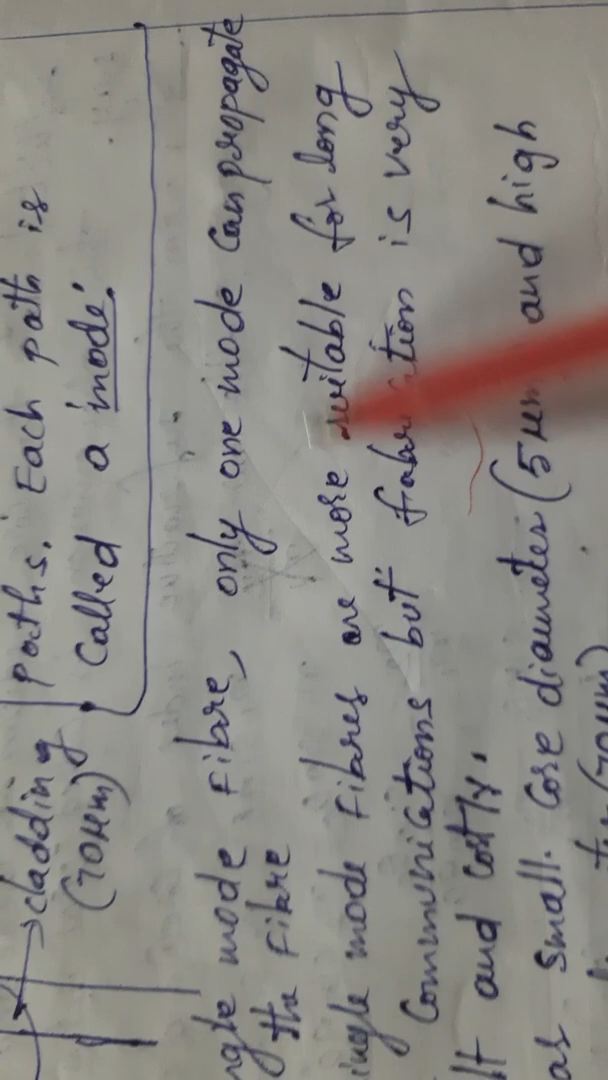 cladding
(70μm)
paths. Each path is
called a 'mode'.
ngle mode Fibre, only one mode can propagate
the Fibre
ingle mode Fibres are more suitable for long
Communications but fabrication is very
lt and costly.
as small core diameter (5μm and high